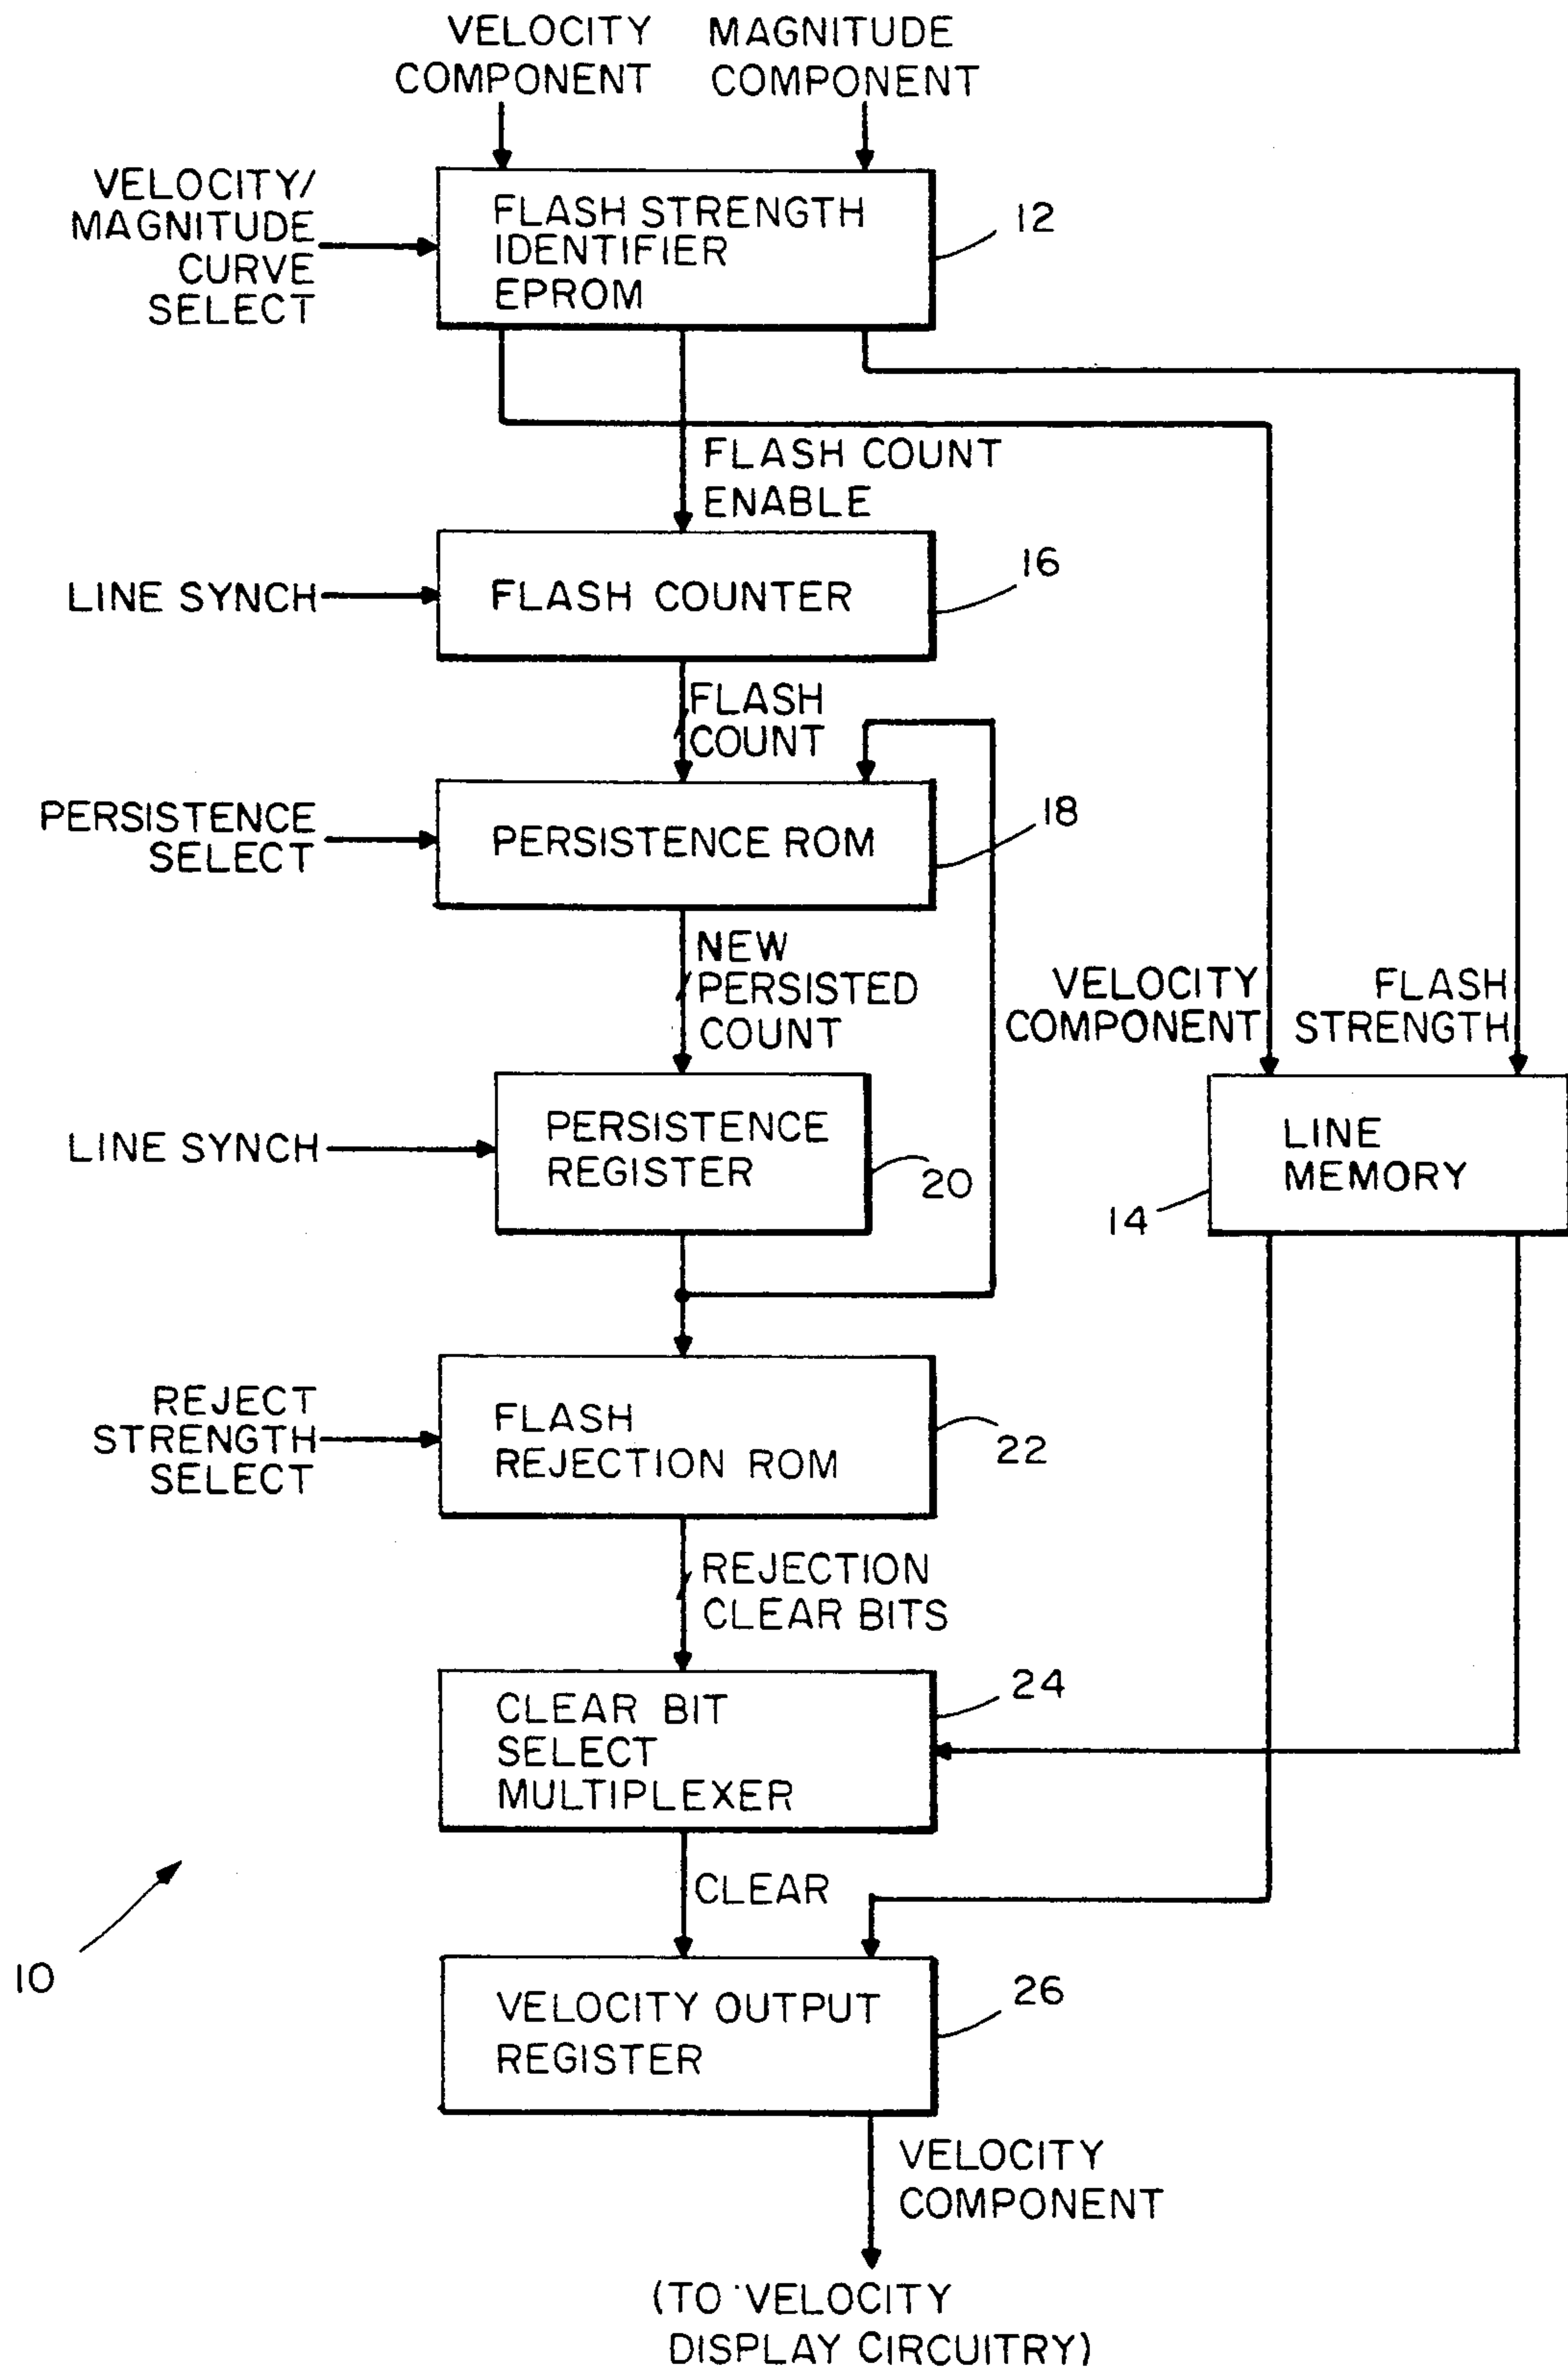 VELOCITY
COMPONENT
MAGNITUDE
COMPONENT
VELOCITY/
MAGNITUDE
CURVE
SELECT
FLASH STRENGTH
IDENTIFIER
EPROM
12
FLASH COUNT
ENABLE
LINE SYNCH
FLASH COUNTER
16
FLASH
COUNT
PERSISTENCE
SELECT
PERSISTENCE ROM
18
NEW
PERSISTED
COUNT
VELOCITY
COMPONENT
FLASH
STRENGTH
LINE SYNCH
PERSISTENCE
REGISTER
20
LINE
MEMORY
14
REJECT
STRENGTH
SELECT
FLASH
REJECTION ROM
22
REJECTION
CLEAR BITS
CLEAR BIT
SELECT
MULTIPLEXER
24
CLEAR
10
VELOCITY OUTPUT
REGISTER
26
VELOCITY
COMPONENT
(TO VELOCITY
DISPLAY CIRCUITRY)